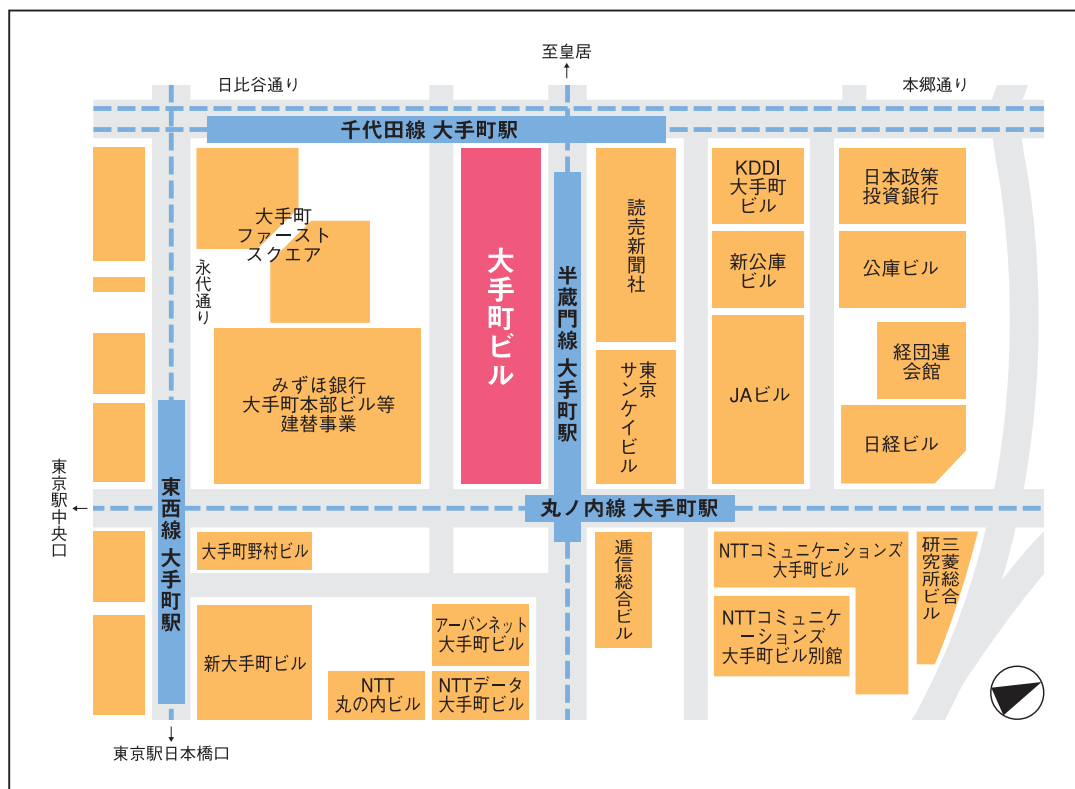 至皇居
日比谷通り
本郷通り
千代田線 大手町駅
大手町
ファースト
スクエア
永代通り
みずほ銀行
大手町本部ビル等
建替事業
大手町ビル
半蔵門線 大手町駅
読売新聞社
東京
サンケイビル
KDDI
大手町
ビル
新公庫
ビル
JAビル
日本政策
投資銀行
公庫ビル
経団連
会館
日経ビル
東京駅中央口
東西線 大手町駅
丸ノ内線 大手町駅
大手町野村ビル
新大手町ビル
アーバンネット
大手町ビル
NTT
丸の内ビル
NTTデータ
大手町ビル
逓信総合ビル
NTTコミュニケーションズ
大手町ビル
NTTコミュニケ
ーションズ
大手町ビル別館
三菱総合
研究所ビル
東京駅日本橋口